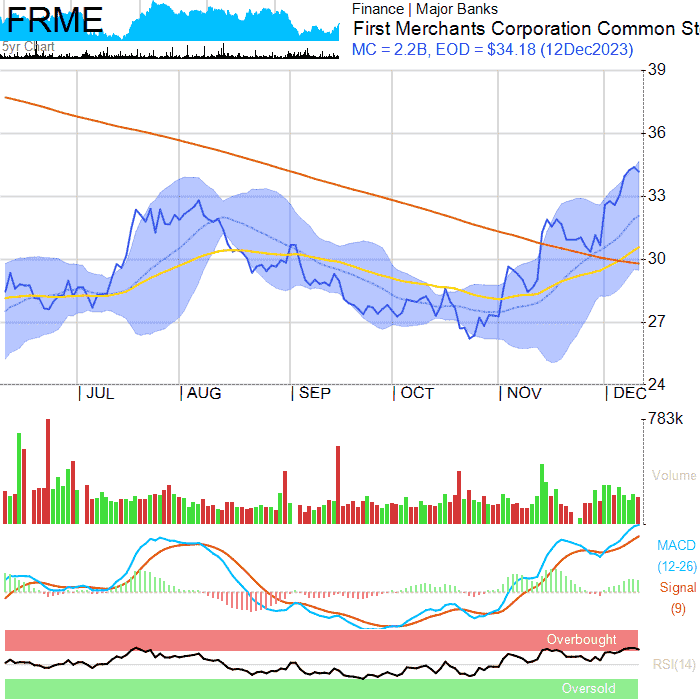 FRME
5yr Chart
Finance | Major Banks
First Merchants Corporation Common St
MC = 2.2B, EOD = $34.18 (12Dec2023)
39
36
33
30
27
24
| JUL | AUG | SEP | OCT | NOV | DEC
783k
Volume
MACD
(12-26)
Signal
(9)
Overbought
RSI(14)
Oversold